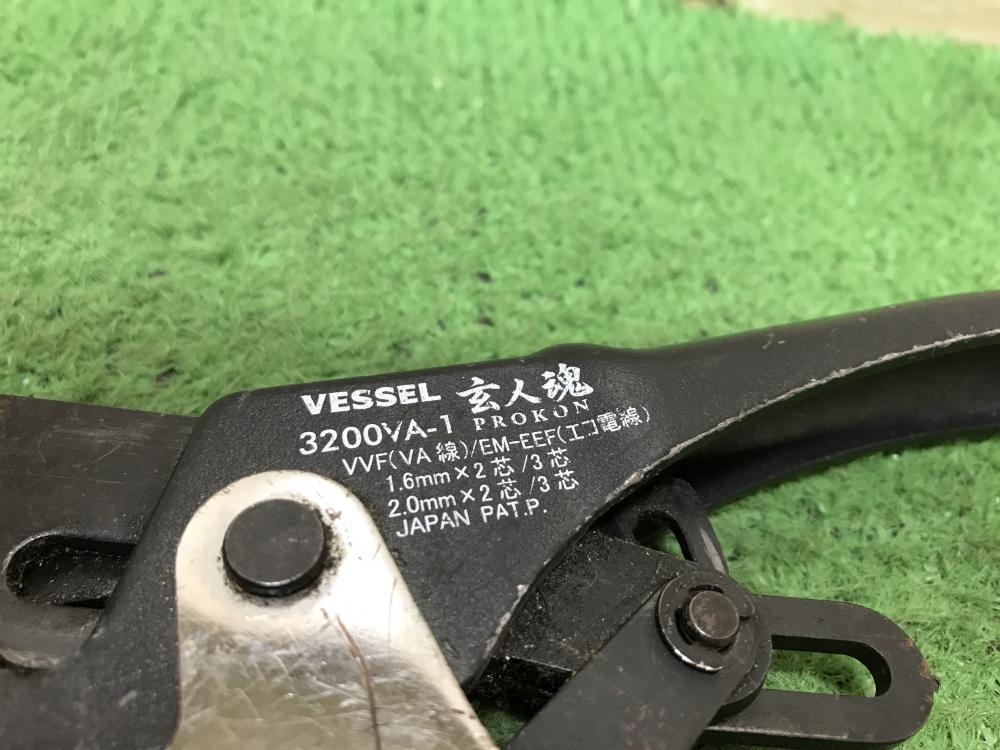 VESSEL 玄人魂
PROKON
3200VA-1
VVF(VA線)/EM-EEF(エコ電線)
1.6mm×2芯/3芯
2.0mm×2芯/3芯
JAPAN PAT.P.